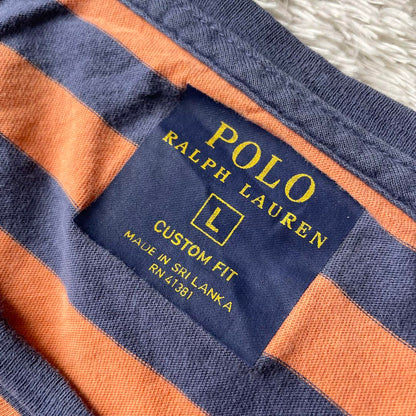 POLO
RALPH LAUREN
L
CUSTOM FIT
MADE IN SRI LANKA
RN 41381